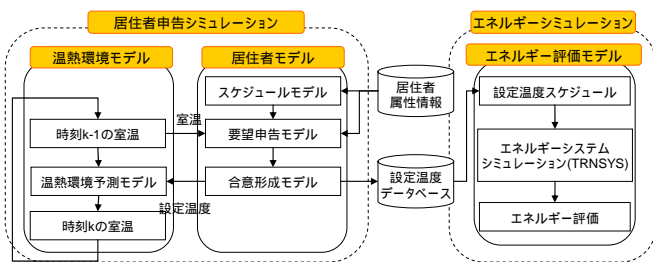 居住者申告シミュレーション
エネルギーシミュレーション
温熱環境モデル
居住者モデル
エネルギー評価モデル
スケジュールモデル
居住者
属性情報
設定温度スケジュール
室温
時刻k-1の室温
要望申告モデル
エネルギーシステム
シミュレーション(TRNSYS)
温熱環境予測モデル
合意形成モデル
設定温度
データベース
設定温度
時刻kの室温
エネルギー評価